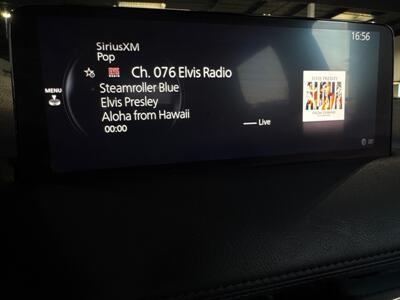 16:56
SiriusXM
Pop
Ch. 076 Elvis Radio
MENU
Steamroller Blue
Elvis Presley
Aloha from Hawaii
00:00
Live
ELVIS PRESLEY
ALOHA